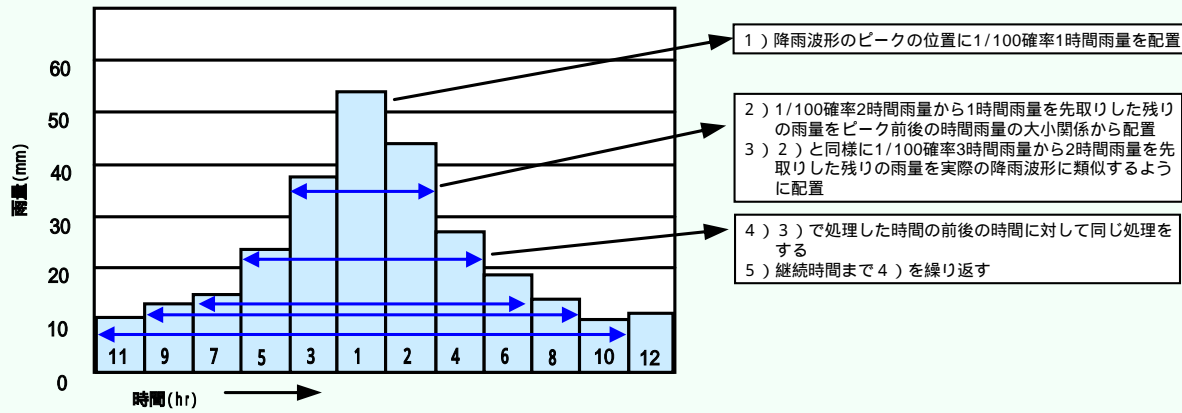 60
50
40
30
20
10
0
雨量(mm)
11 9 7 5 3 1 2 4 6 8 10 12
時間(hr)
1）降雨波形のピークの位置に1/100確率1時間雨量を配置
2）1/100確率2時間雨量から1時間雨量を先取りした残り
の雨量をピーク前後の時間雨量の大小関係から配置
3）2）と同様に1/100確率3時間雨量から2時間雨量を先
取りした残りの雨量を実際の降雨波形に類似するよう
に配置
4）3）で処理した時間の前後の時間に対して同じ処理を
する
5）継続時間まで4）を繰り返す